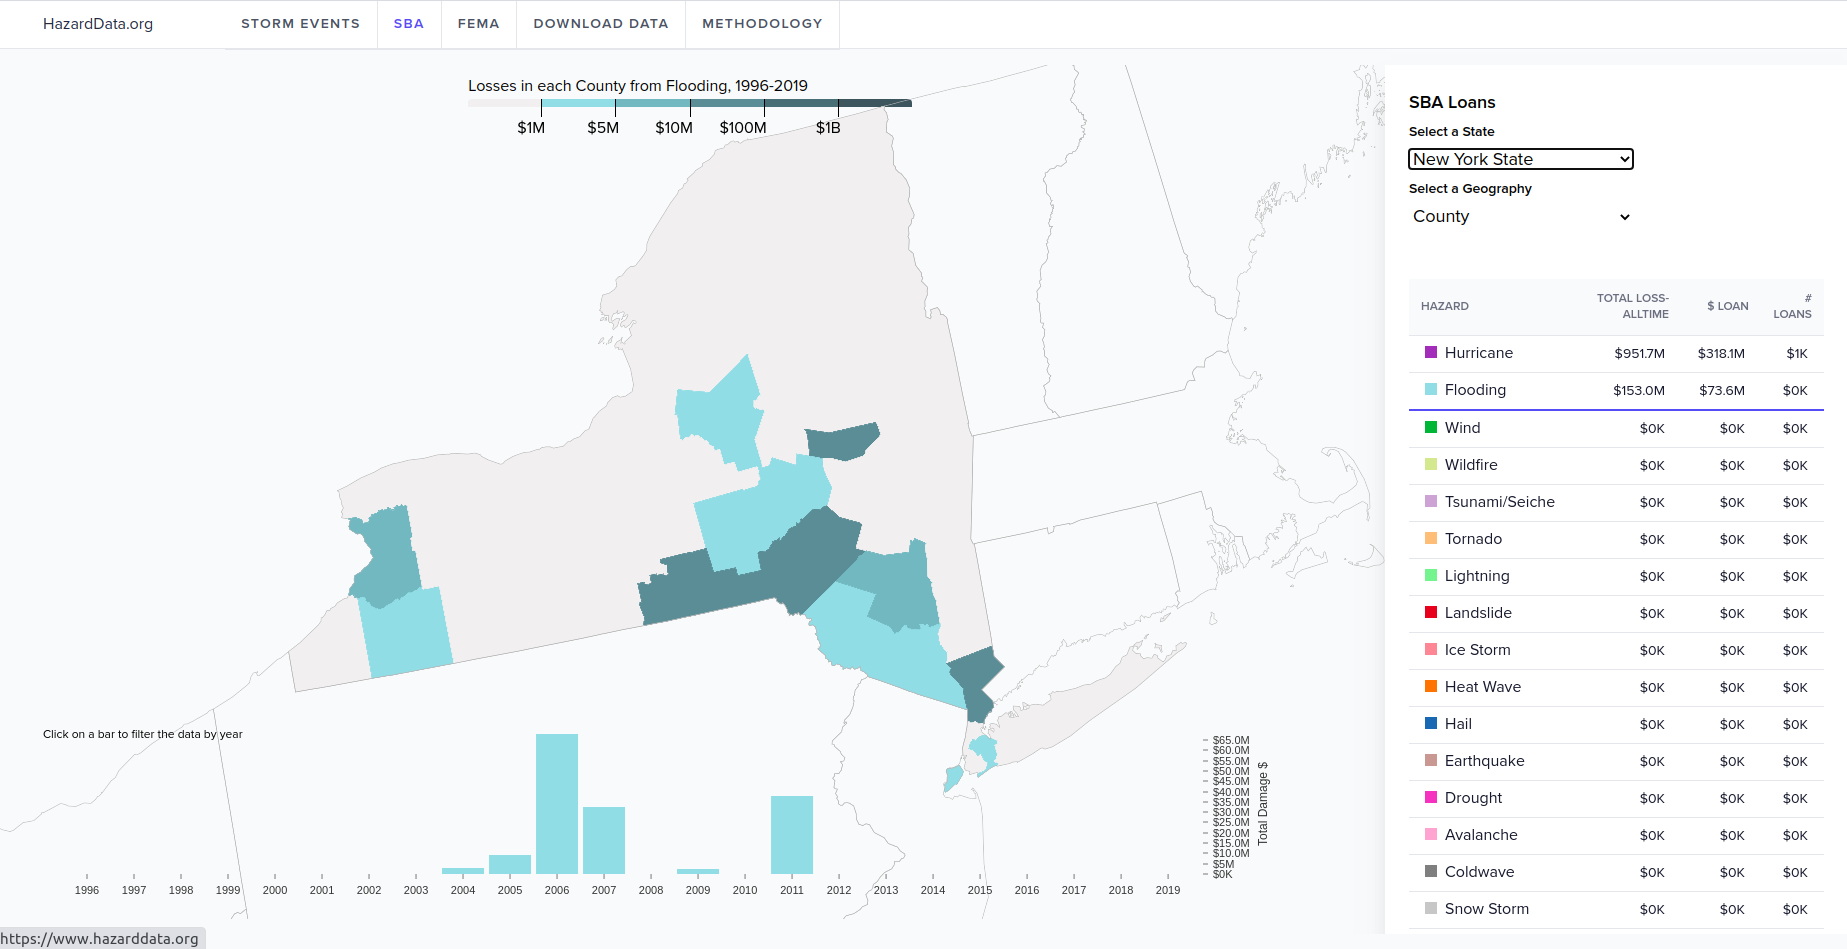 HazardData.org
STORM EVENTS
SBA
FEMA
DOWNLOAD DATA
METHODOLOGY
Losses in each County from Flooding, 1996-2019
$1M $5M $10M $100M $1B
SBA Loans
Select a State
New York State
Select a Geography
County
HAZARD TOTAL LOSS- $ LOAN #
ALLTIME LOANS
Hurricane $951.7M $318.1M $1K
Flooding $153.0M $73.6M $0K
Wind $0K $0K $0K
Wildfire $0K $0K $0K
Tsunami/Seiche $0K $0K $0K
Tornado $0K $0K $0K
Lightning $0K $0K $0K
Landslide $0K $0K $0K
Ice Storm $0K $0K $0K
Heat Wave $0K $0K $0K
Hail $0K $0K $0K
Earthquake $0K $0K $0K
Drought $0K $0K $0K
Avalanche $0K $0K $0K
Coldwave $0K $0K $0K
Snow Storm $0K $0K $0K
Click on a bar to filter the data by year
$65.0M
$60.0M
$55.0M
$50.0M
$45.0M
$40.0M
$35.0M
$30.0M
$25.0M
$20.0M
$15.0M
$10.0M
$5M
$0K
Total Damage $
1996 1997 1998 1999 2000 2001 2002 2003 2004 2005 2006 2007 2008 2009 2010 2011 2012 2013 2014 2015 2016 2017 2018 2019
https://www.hazarddata.org